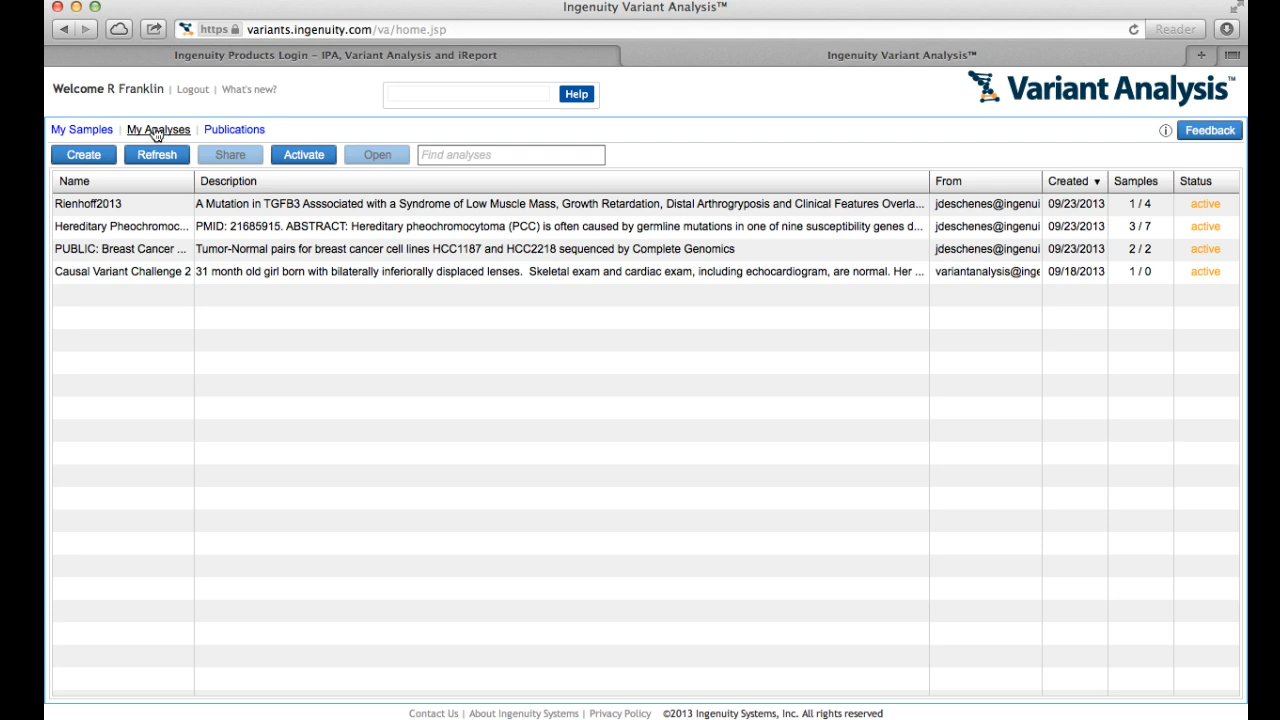 Ingenuity Variant Analysis™
https variants.ingenuity.com/va/home.jsp Reader
Ingenuity Products Login – IPA, Variant Analysis and iReport Ingenuity Variant Analysis™ +
Welcome R Franklin | Logout | What's new? Help Variant Analysis™
My Samples | My Analyses | Publications Feedback
Create Refresh Share Activate Open Find analyses
Name Description From Created ▼ Samples Status
Rienhoff2013 A Mutation in TGFB3 Asssociated with a Syndrome of Low Muscle Mass, Growth Retardation, Distal Arthrogryposis and Clinical Features Overla... jdeschenes@ingenui 09/23/2013 1 / 4 active
Hereditary Pheochromoc... PMID: 21685915. ABSTRACT: Hereditary pheochromocytoma (PCC) is often caused by germline mutations in one of nine susceptibility genes d... jdeschenes@ingenui 09/23/2013 3 / 7 active
PUBLIC: Breast Cancer ... Tumor-Normal pairs for breast cancer cell lines HCC1187 and HCC2218 sequenced by Complete Genomics jdeschenes@ingenui 09/23/2013 2 / 2 active
Causal Variant Challenge 2 31 month old girl born with bilaterally inferiorally displaced lenses. Skeletal exam and cardiac exam, including echocardiogram, are normal. Her ... variantanalysis@inge 09/18/2013 1 / 0 active
Contact Us | About Ingenuity Systems | Privacy Policy ©2013 Ingenuity Systems, Inc. All rights reserved